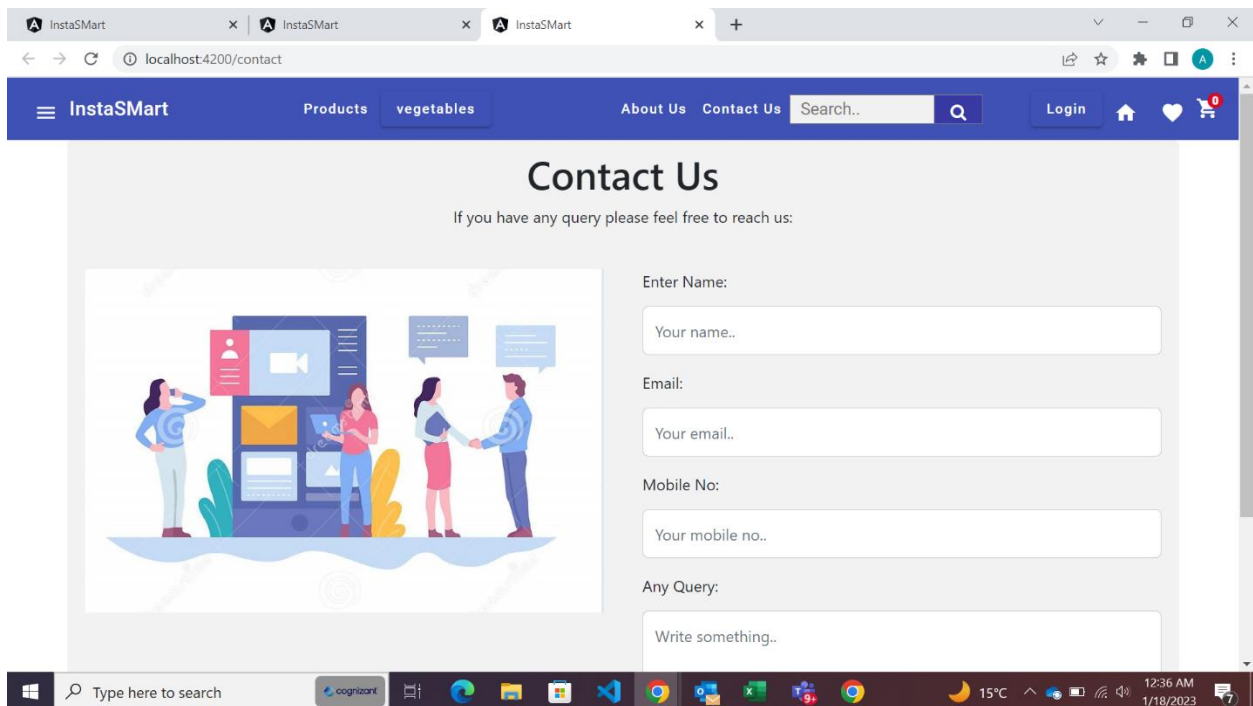 InstaSMart InstaSMart InstaSMart
localhost:4200/contact A
InstaSMart Products vegetables About Us Contact Us Search.. Login 0
Contact Us
If you have any query please feel free to reach us:
Enter Name:
Your name..
Email:
Your email..
Mobile No:
Your mobile no..
Any Query:
Write something..
Type here to search cognizant 9+ 15°C 12:36 AM
1/18/2023 7